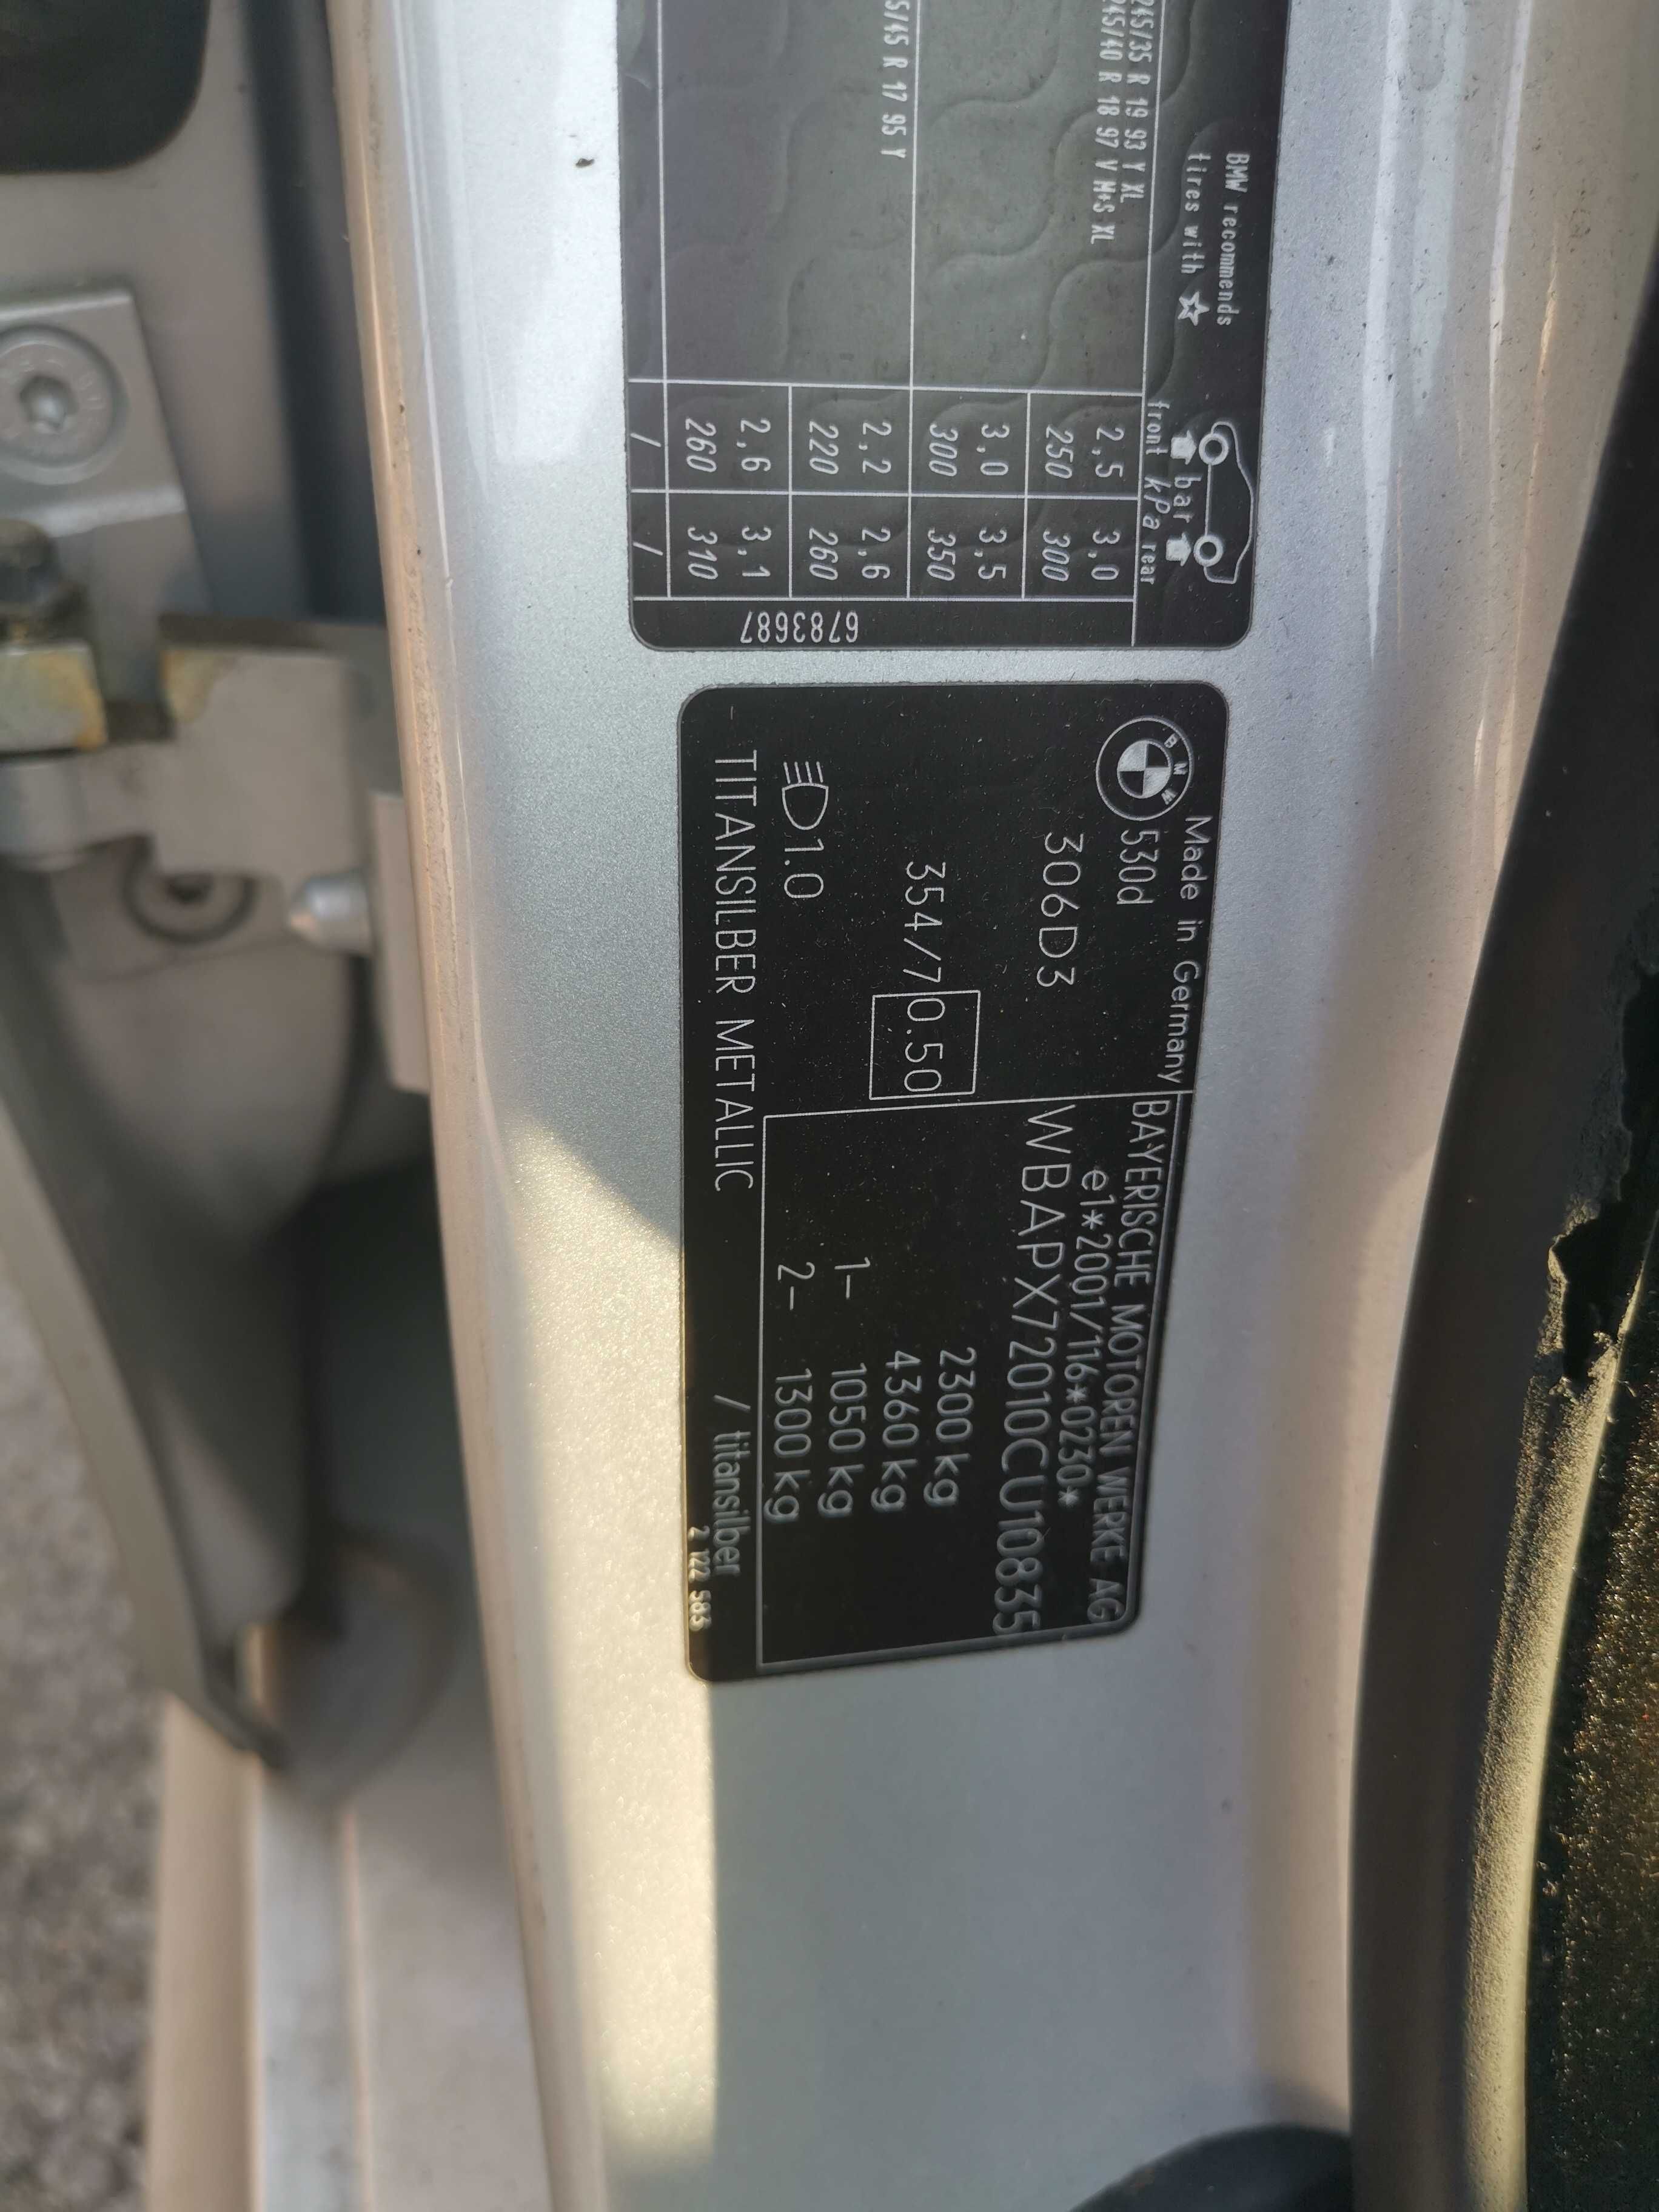 BMW recommends
tires with
245/35 R 19 93 Y XL
245/40 R 18 97 V M+S XL
5/45 R 17 95 Y
bar
front kPa rear
2,5 3,0
250 300
3,0 3,5
300 350
2,2 2,6
220 260
2,6 3,1
260 310
/ /
6783687
Made in Germany
BMW 530d
306D3
354/70.50
1.0
TITANSILBER METALLIC
BAYERISCHE MOTOREN WERKE AG
e1*2001/116*0230*
WBAPX72010CU10835
2300 kg
4360 kg
1- 1050 kg
2- 1300 kg
/ titansilber
2 122 583